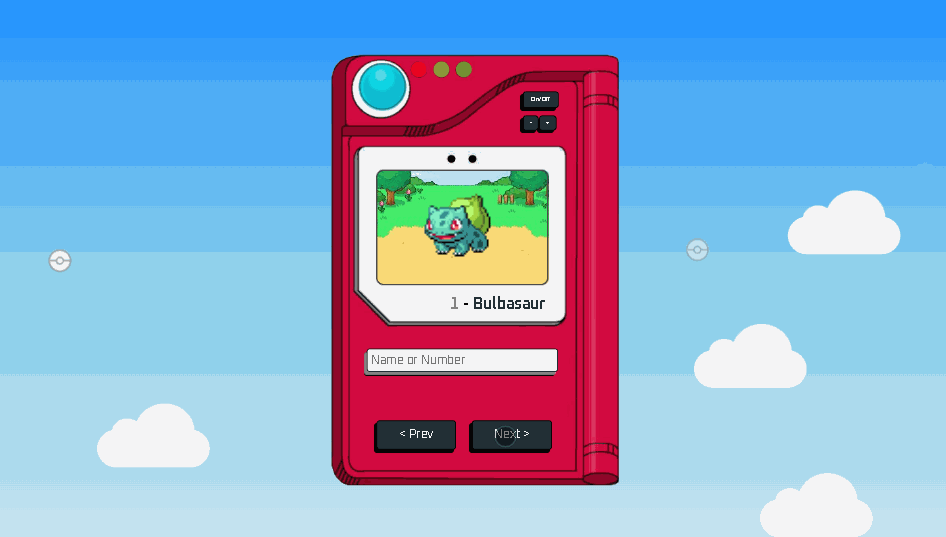 On/Off
- +
1 - Bulbasaur
Name or Number
< Prev
Next >